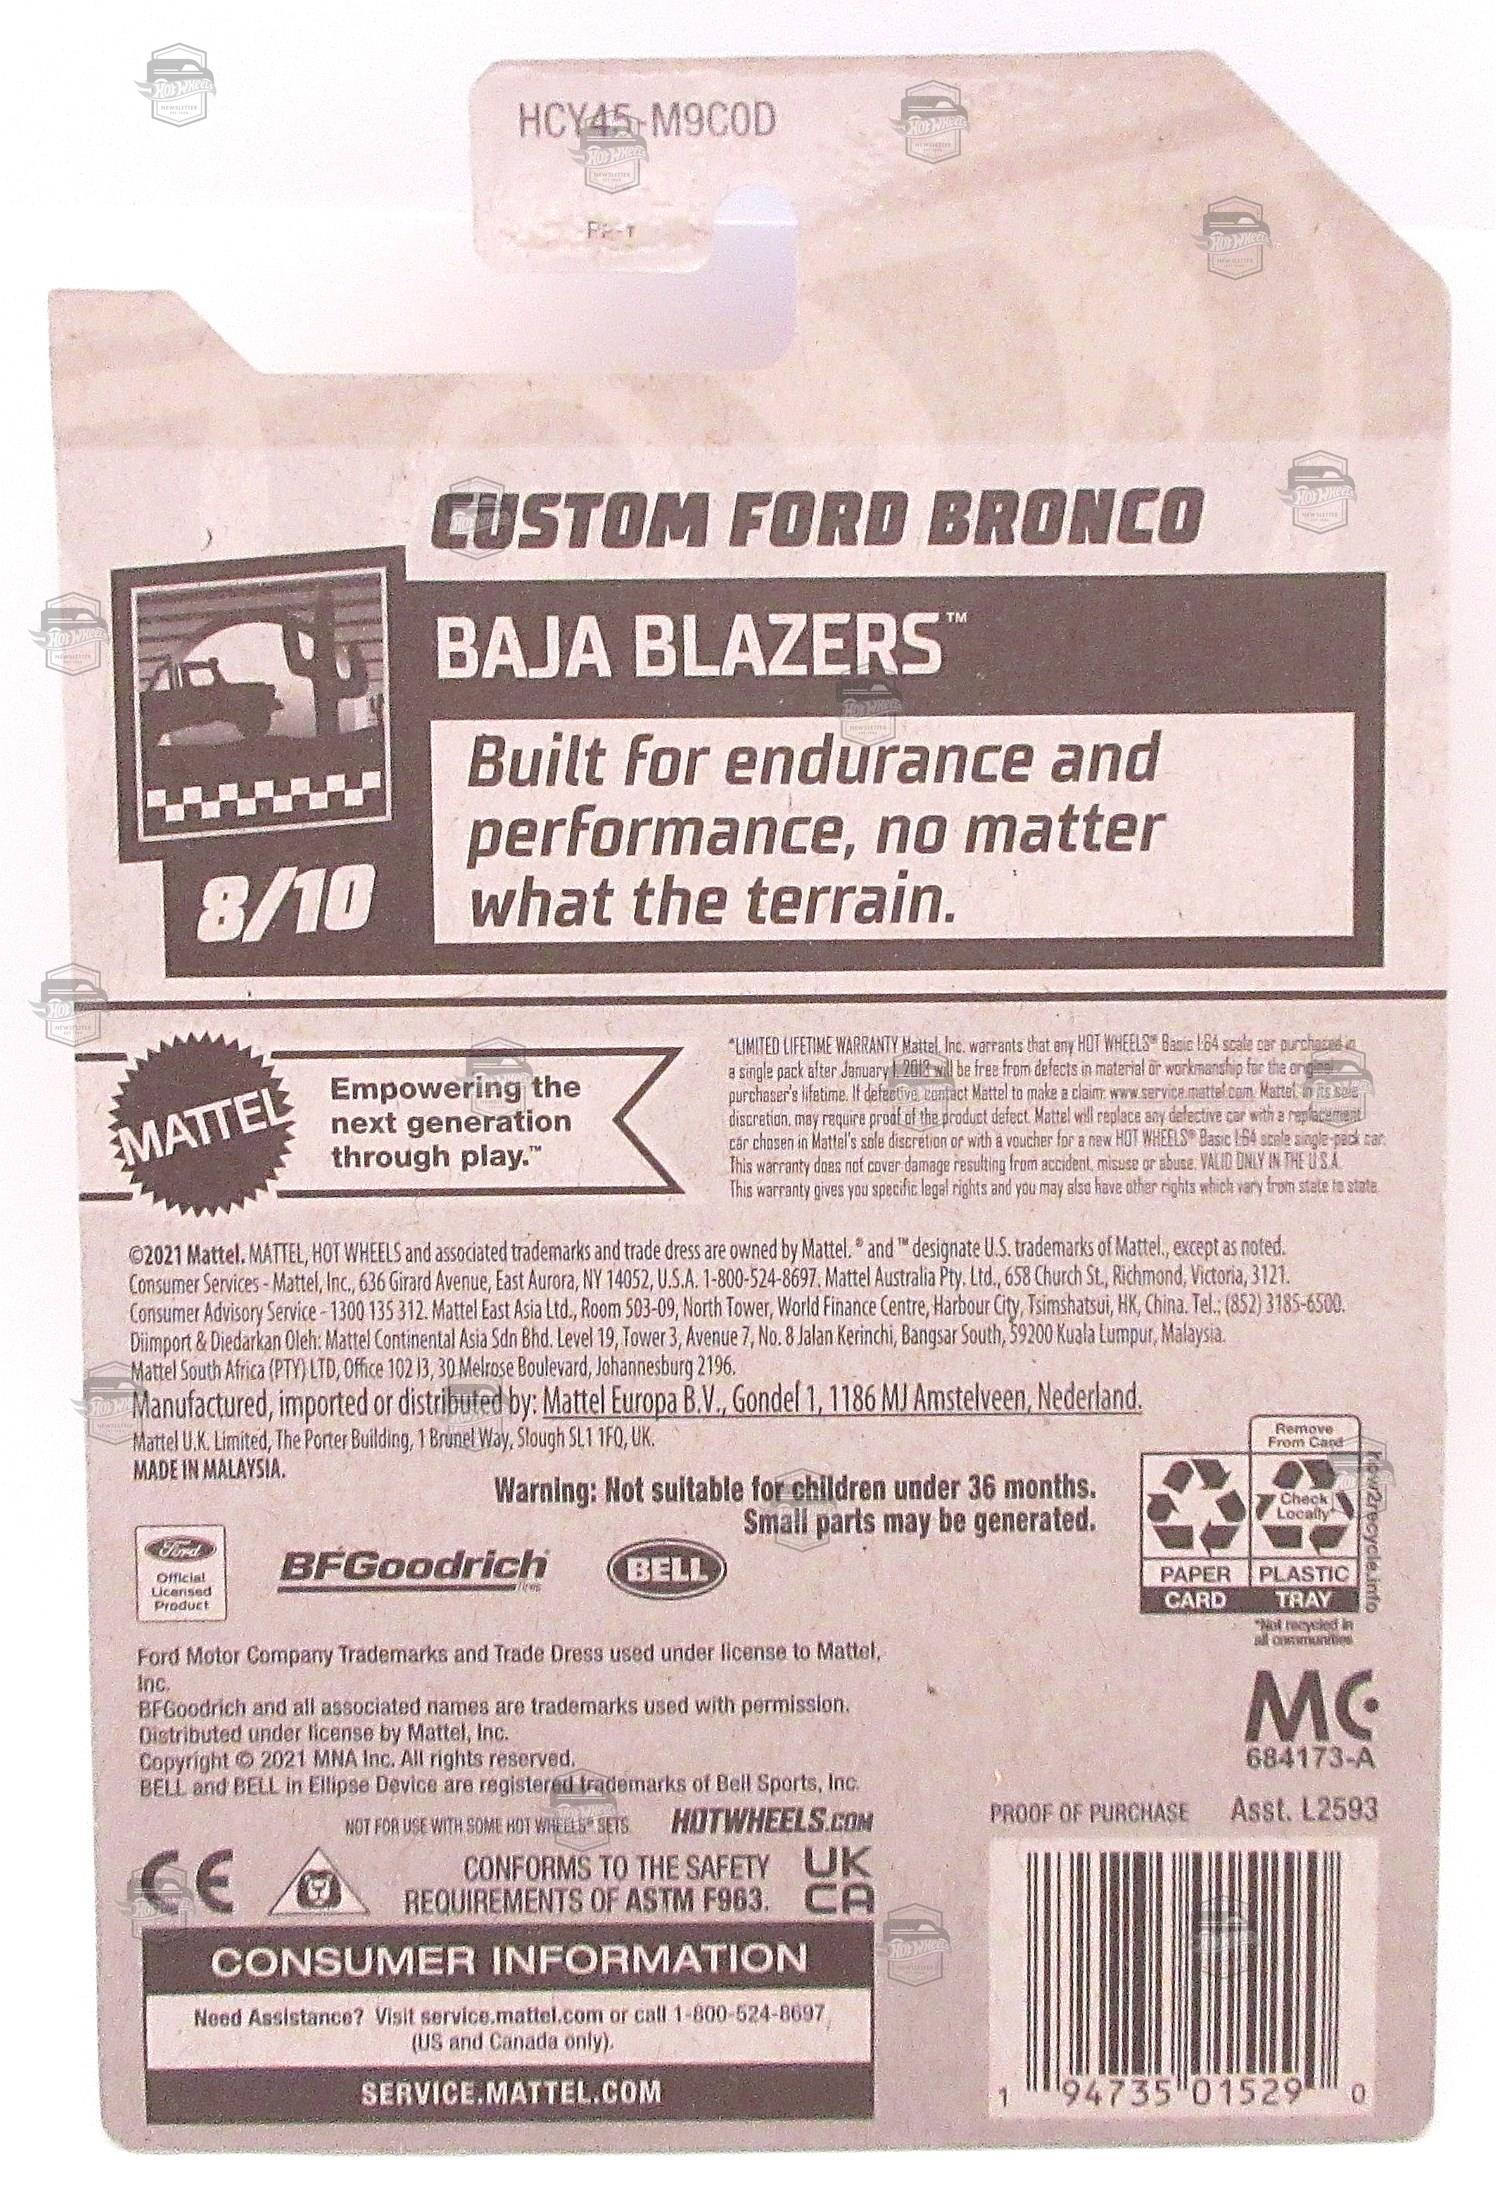 HCY45-M9C0D
CUSTOM FORD BRONCO
BAJA BLAZERS™
Built for endurance and
performance, no matter
what the terrain.
8/10
MATTEL
Empowering the
next generation
through play.™
*LIMITED LIFETIME WARRANTY Mattel, Inc. warrants that any HOT WHEELS® Basic 1:64 scale car purchased in
a single pack after January 1, 2013 will be free from defects in material or workmanship for the original
purchaser's lifetime. If defective, contact Mattel to make a claim: www.service.mattel.com. Mattel, in its sole
discretion, may require proof of the product defect. Mattel will replace any defective car with a replacement
car chosen in Mattel's sole discretion or with a voucher for a new HOT WHEELS® Basic 1:64 scale single-pack car.
This warranty does not cover damage resulting from accident, misuse or abuse. VALID ONLY IN THE U.S.A.
This warranty gives you specific legal rights and you may also have other rights which vary from state to state.
©2021 Mattel. MATTEL, HOT WHEELS and associated trademarks and trade dress are owned by Mattel. ® and ™ designate U.S. trademarks of Mattel., except as noted.
Consumer Services - Mattel, Inc., 636 Girard Avenue, East Aurora, NY 14052, U.S.A. 1-800-524-8697. Mattel Australia Pty. Ltd., 658 Church St., Richmond, Victoria, 3121.
Consumer Advisory Service - 1300 135 312. Mattel East Asia Ltd., Room 503-09, North Tower, World Finance Centre, Harbour City, Tsimshatsui, HK, China. Tel.: (852) 3185-6500.
Diimport & Diedarkan Oleh: Mattel Continental Asia Sdn Bhd. Level 19, Tower 3, Avenue 7, No. 8 Jalan Kerinchi, Bangsar South, 59200 Kuala Lumpur, Malaysia.
Mattel South Africa (PTY) LTD, Office 102 I3, 30 Melrose Boulevard, Johannesburg 2196.
Manufactured, imported or distributed by: Mattel Europa B.V., Gondel 1, 1186 MJ Amstelveen, Nederland.
Mattel U.K. Limited, The Porter Building, 1 Brunel Way, Slough SL1 1FQ, UK.
MADE IN MALAYSIA.
Warning: Not suitable for children under 36 months.
Small parts may be generated.
Remove
From Card
Check
Locally*
PAPER
PLASTIC
CARD
TRAY
how2recycle.info
*Not recycled in
all communities
Ford
Official
Licensed
Product
BFGoodrich
Tires
BELL
Ford Motor Company Trademarks and Trade Dress used under license to Mattel,
Inc.
BFGoodrich and all associated names are trademarks used with permission.
Distributed under license by Mattel, Inc.
Copyright © 2021 MNA Inc. All rights reserved.
BELL and BELL in Ellipse Device are registered trademarks of Bell Sports, Inc.
MC
684173-A
NOT FOR USE WITH SOME HOT WHEELS® SETS.
HOTWHEELS.COM
PROOF OF PURCHASE
Asst. L2593
CE
CONFORMS TO THE SAFETY
REQUIREMENTS OF ASTM F963.
UK
CA
CONSUMER INFORMATION
Need Assistance? Visit service.mattel.com or call 1-800-524-8697
(US and Canada only).
SERVICE.MATTEL.COM
1 94735 01529 0
Hot Wheels
NEWSLETTER